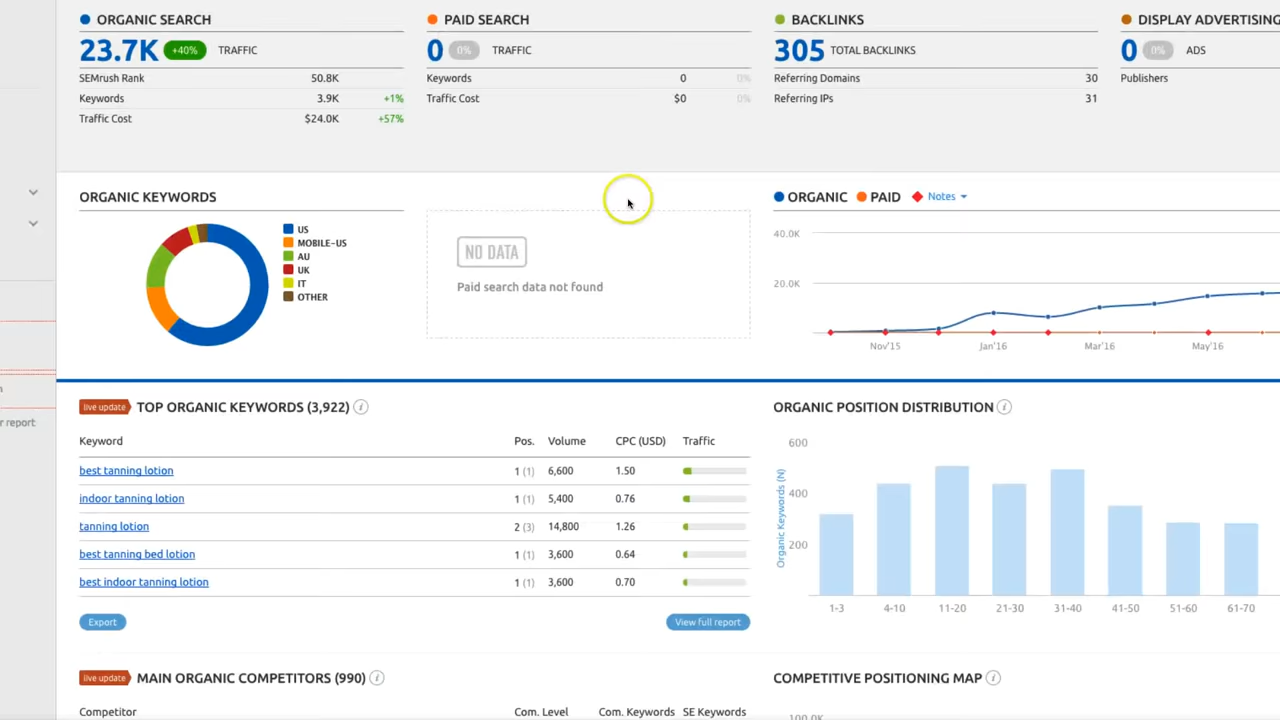 ORGANIC SEARCH
23.7K +40% TRAFFIC
SEMrush Rank 50.8K
Keywords 3.9K +1%
Traffic Cost $24.0K +57%
PAID SEARCH
0 0% TRAFFIC
Keywords 0 0%
Traffic Cost $0 0%
BACKLINKS
305 TOTAL BACKLINKS
Referring Domains 30
Referring IPs 31
DISPLAY ADVERTISING
0 0% ADS
Publishers
ORGANIC KEYWORDS
US
MOBILE-US
AU
UK
IT
OTHER
NO DATA
Paid search data not found
ORGANIC PAID Notes
40.0K
20.0K
Nov'15 Jan'16 Mar'16 May'16
r report
live update TOP ORGANIC KEYWORDS (3,922) i
Keyword Pos. Volume CPC (USD) Traffic
best tanning lotion 1 (1) 6,600 1.50
indoor tanning lotion 1 (1) 5,400 0.76
tanning lotion 2 (3) 14,800 1.26
best tanning bed lotion 1 (1) 3,600 0.64
best indoor tanning lotion 1 (1) 3,600 0.70
Export View full report
ORGANIC POSITION DISTRIBUTION i
Organic Keywords (N)
600
400
200
1-3 4-10 11-20 21-30 31-40 41-50 51-60 61-70
live update MAIN ORGANIC COMPETITORS (990) i
Competitor Com. Level Com. Keywords SE Keywords
COMPETITIVE POSITIONING MAP i
100.0K